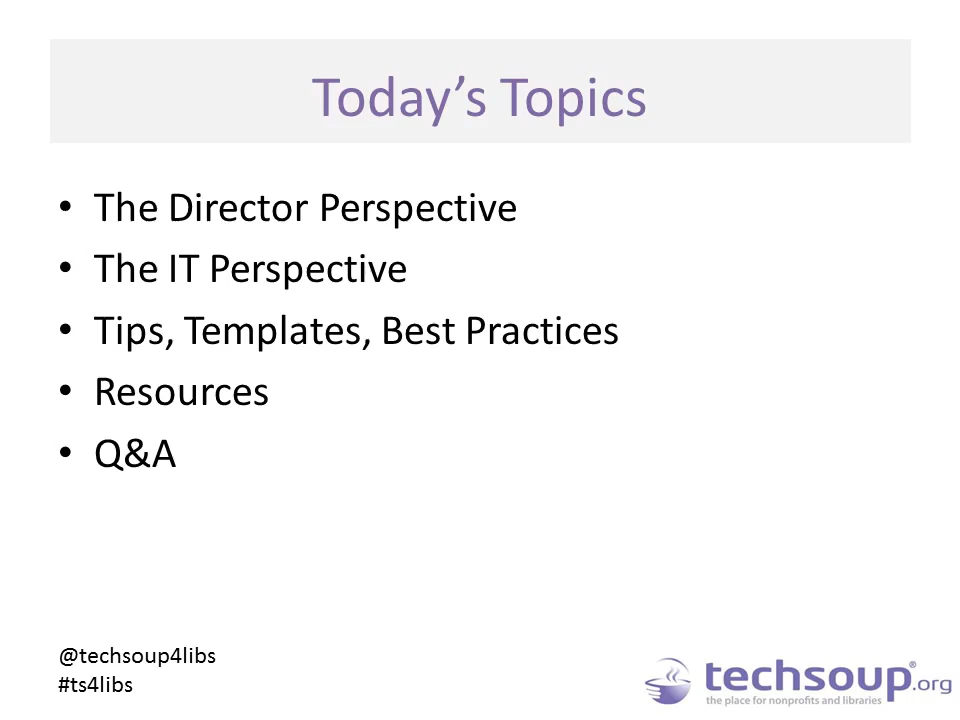 Today’s Topics
• The Director Perspective
• The IT Perspective
• Tips, Templates, Best Practices
• Resources
• Q&A
@techsoup4libs
#ts4libs
techsoup®.org
the place for nonprofits and libraries